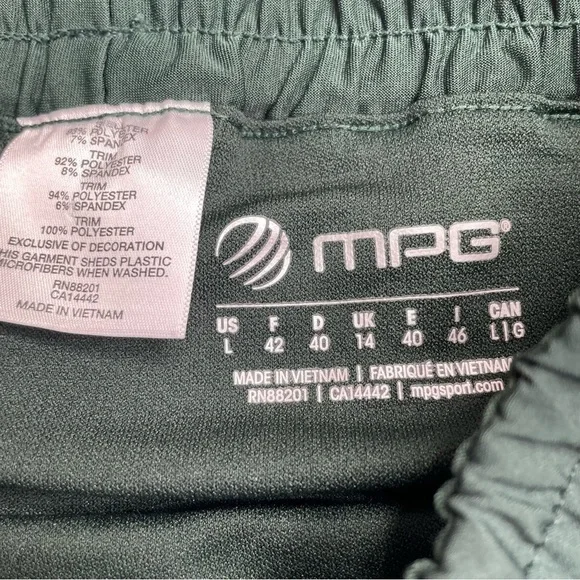 POLYESTER
7% SPANDEX
TRIM
92% POLYESTER
8% SPANDEX
TRIM
94% POLYESTER
6% SPANDEX
TRIM
100% POLYESTER
EXCLUSIVE OF DECORATION
THIS GARMENT SHEDS PLASTIC
MICROFIBERS WHEN WASHED.
RN88201
CA14442
MADE IN VIETNAM
MPG®
US F D UK E I CAN
L 42 40 14 40 46 L|G
MADE IN VIETNAM | FABRIQUÉ EN VIETNAM
RN88201 | CA14442 | mpgsport.com